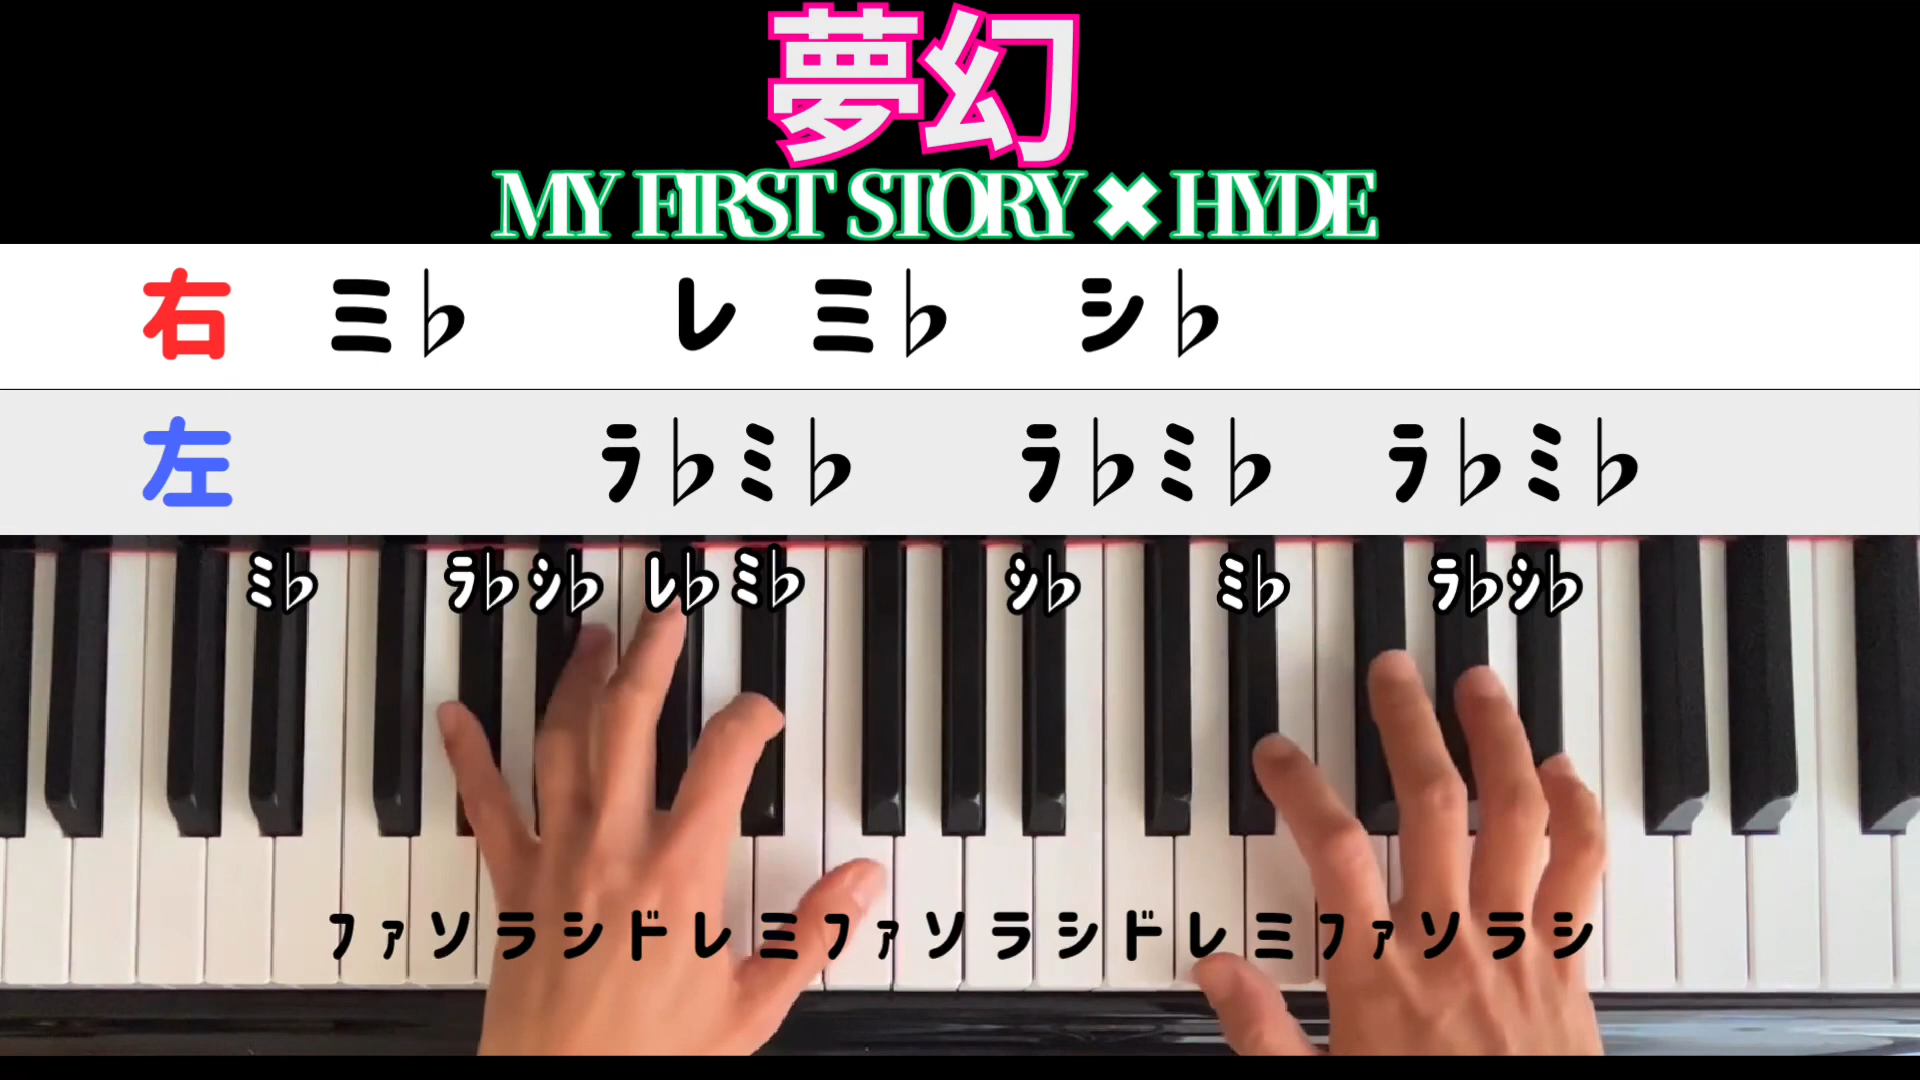 夢幻
MY FIRST STORY✖HYDE
右 ミ♭ レ ミ♭ シ♭
左 ラ♭ミ♭ ラ♭ミ♭ ラ♭ミ♭
ミ♭ ラ♭シ♭ レ♭ミ♭ シ♭ ミ♭ ラ♭シ♭
ファソラシドレミファソラシドレミファソラシ